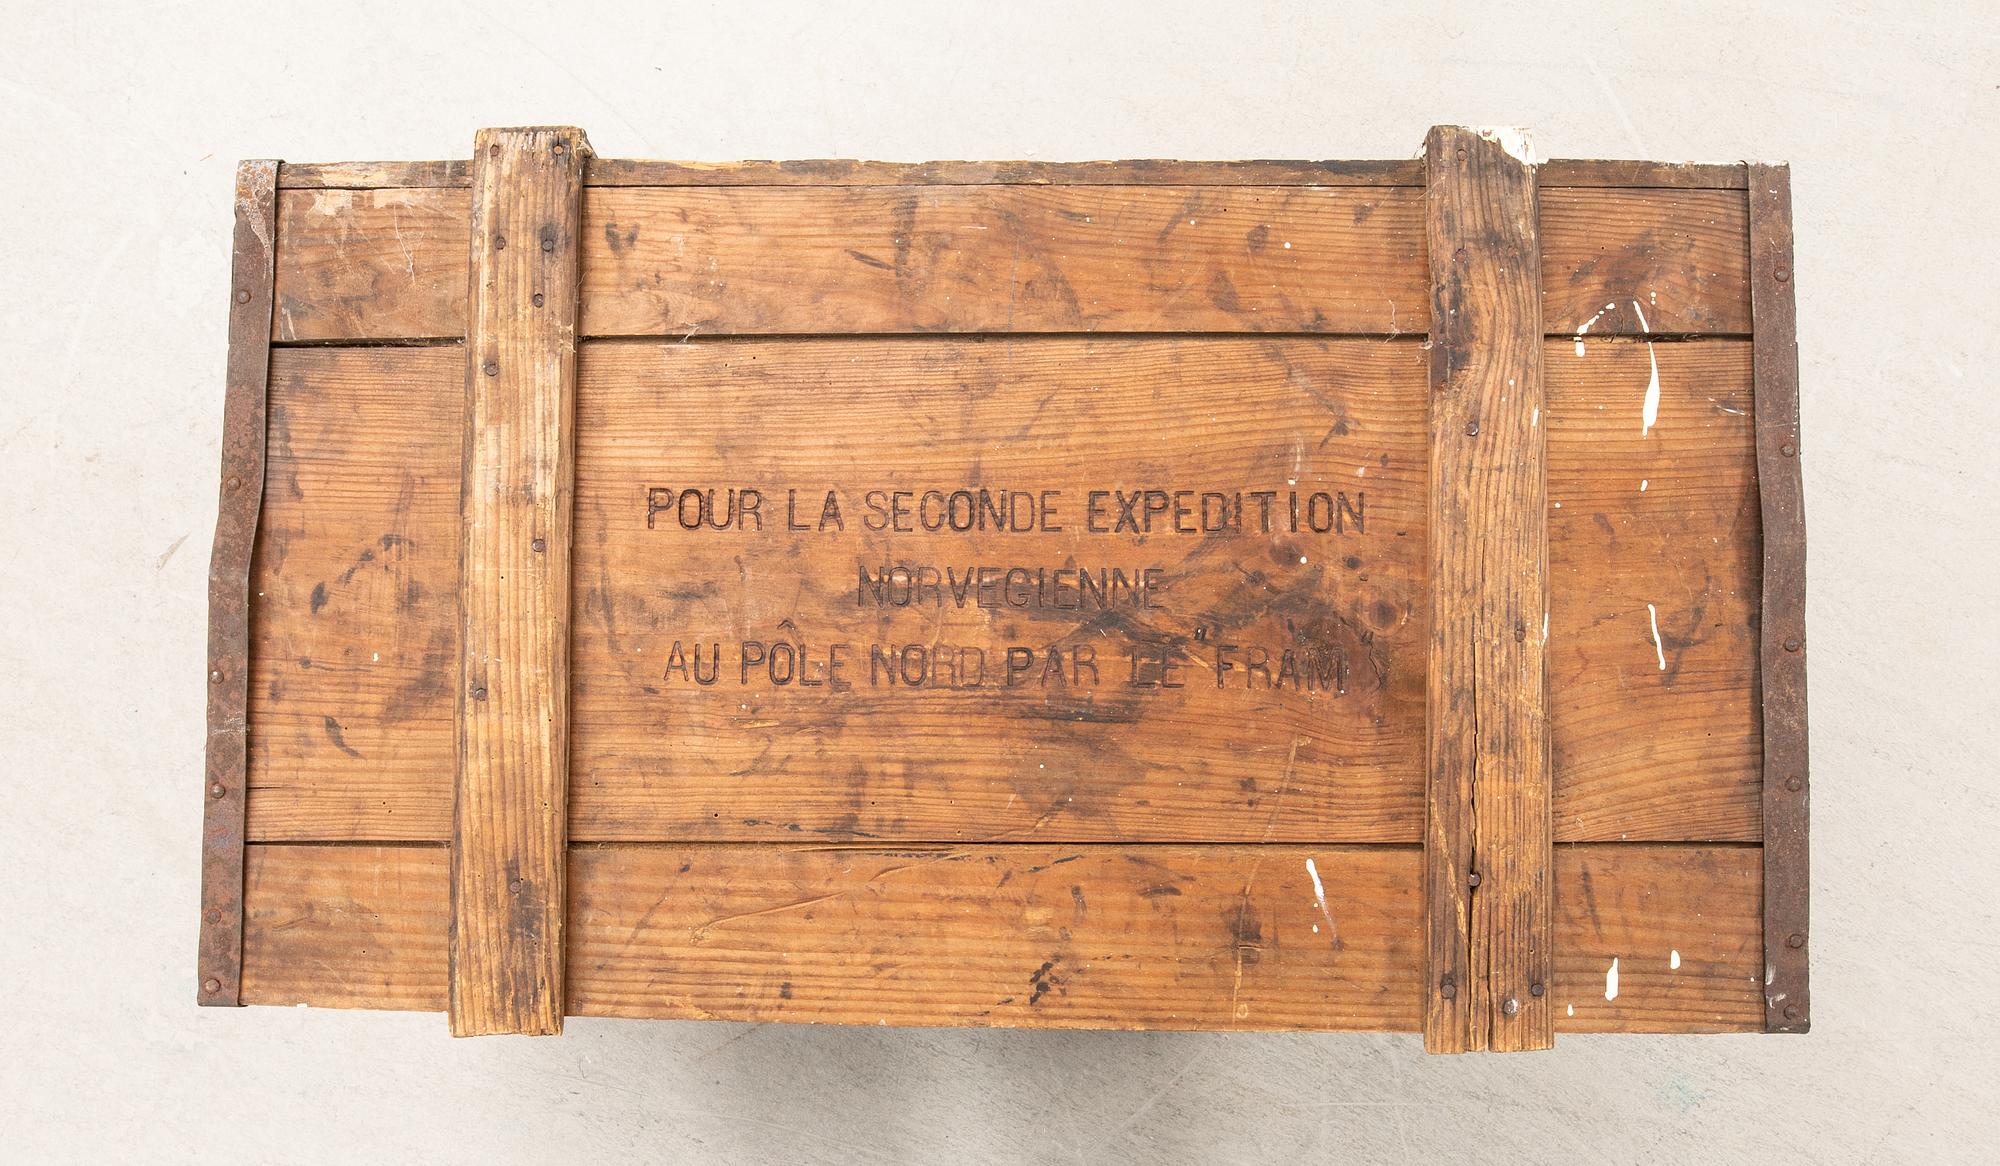 POUR LA SECONDE EXPEDITION
NORVEGIENNE
AU PÔLE NORD PAR LE "FRAM"